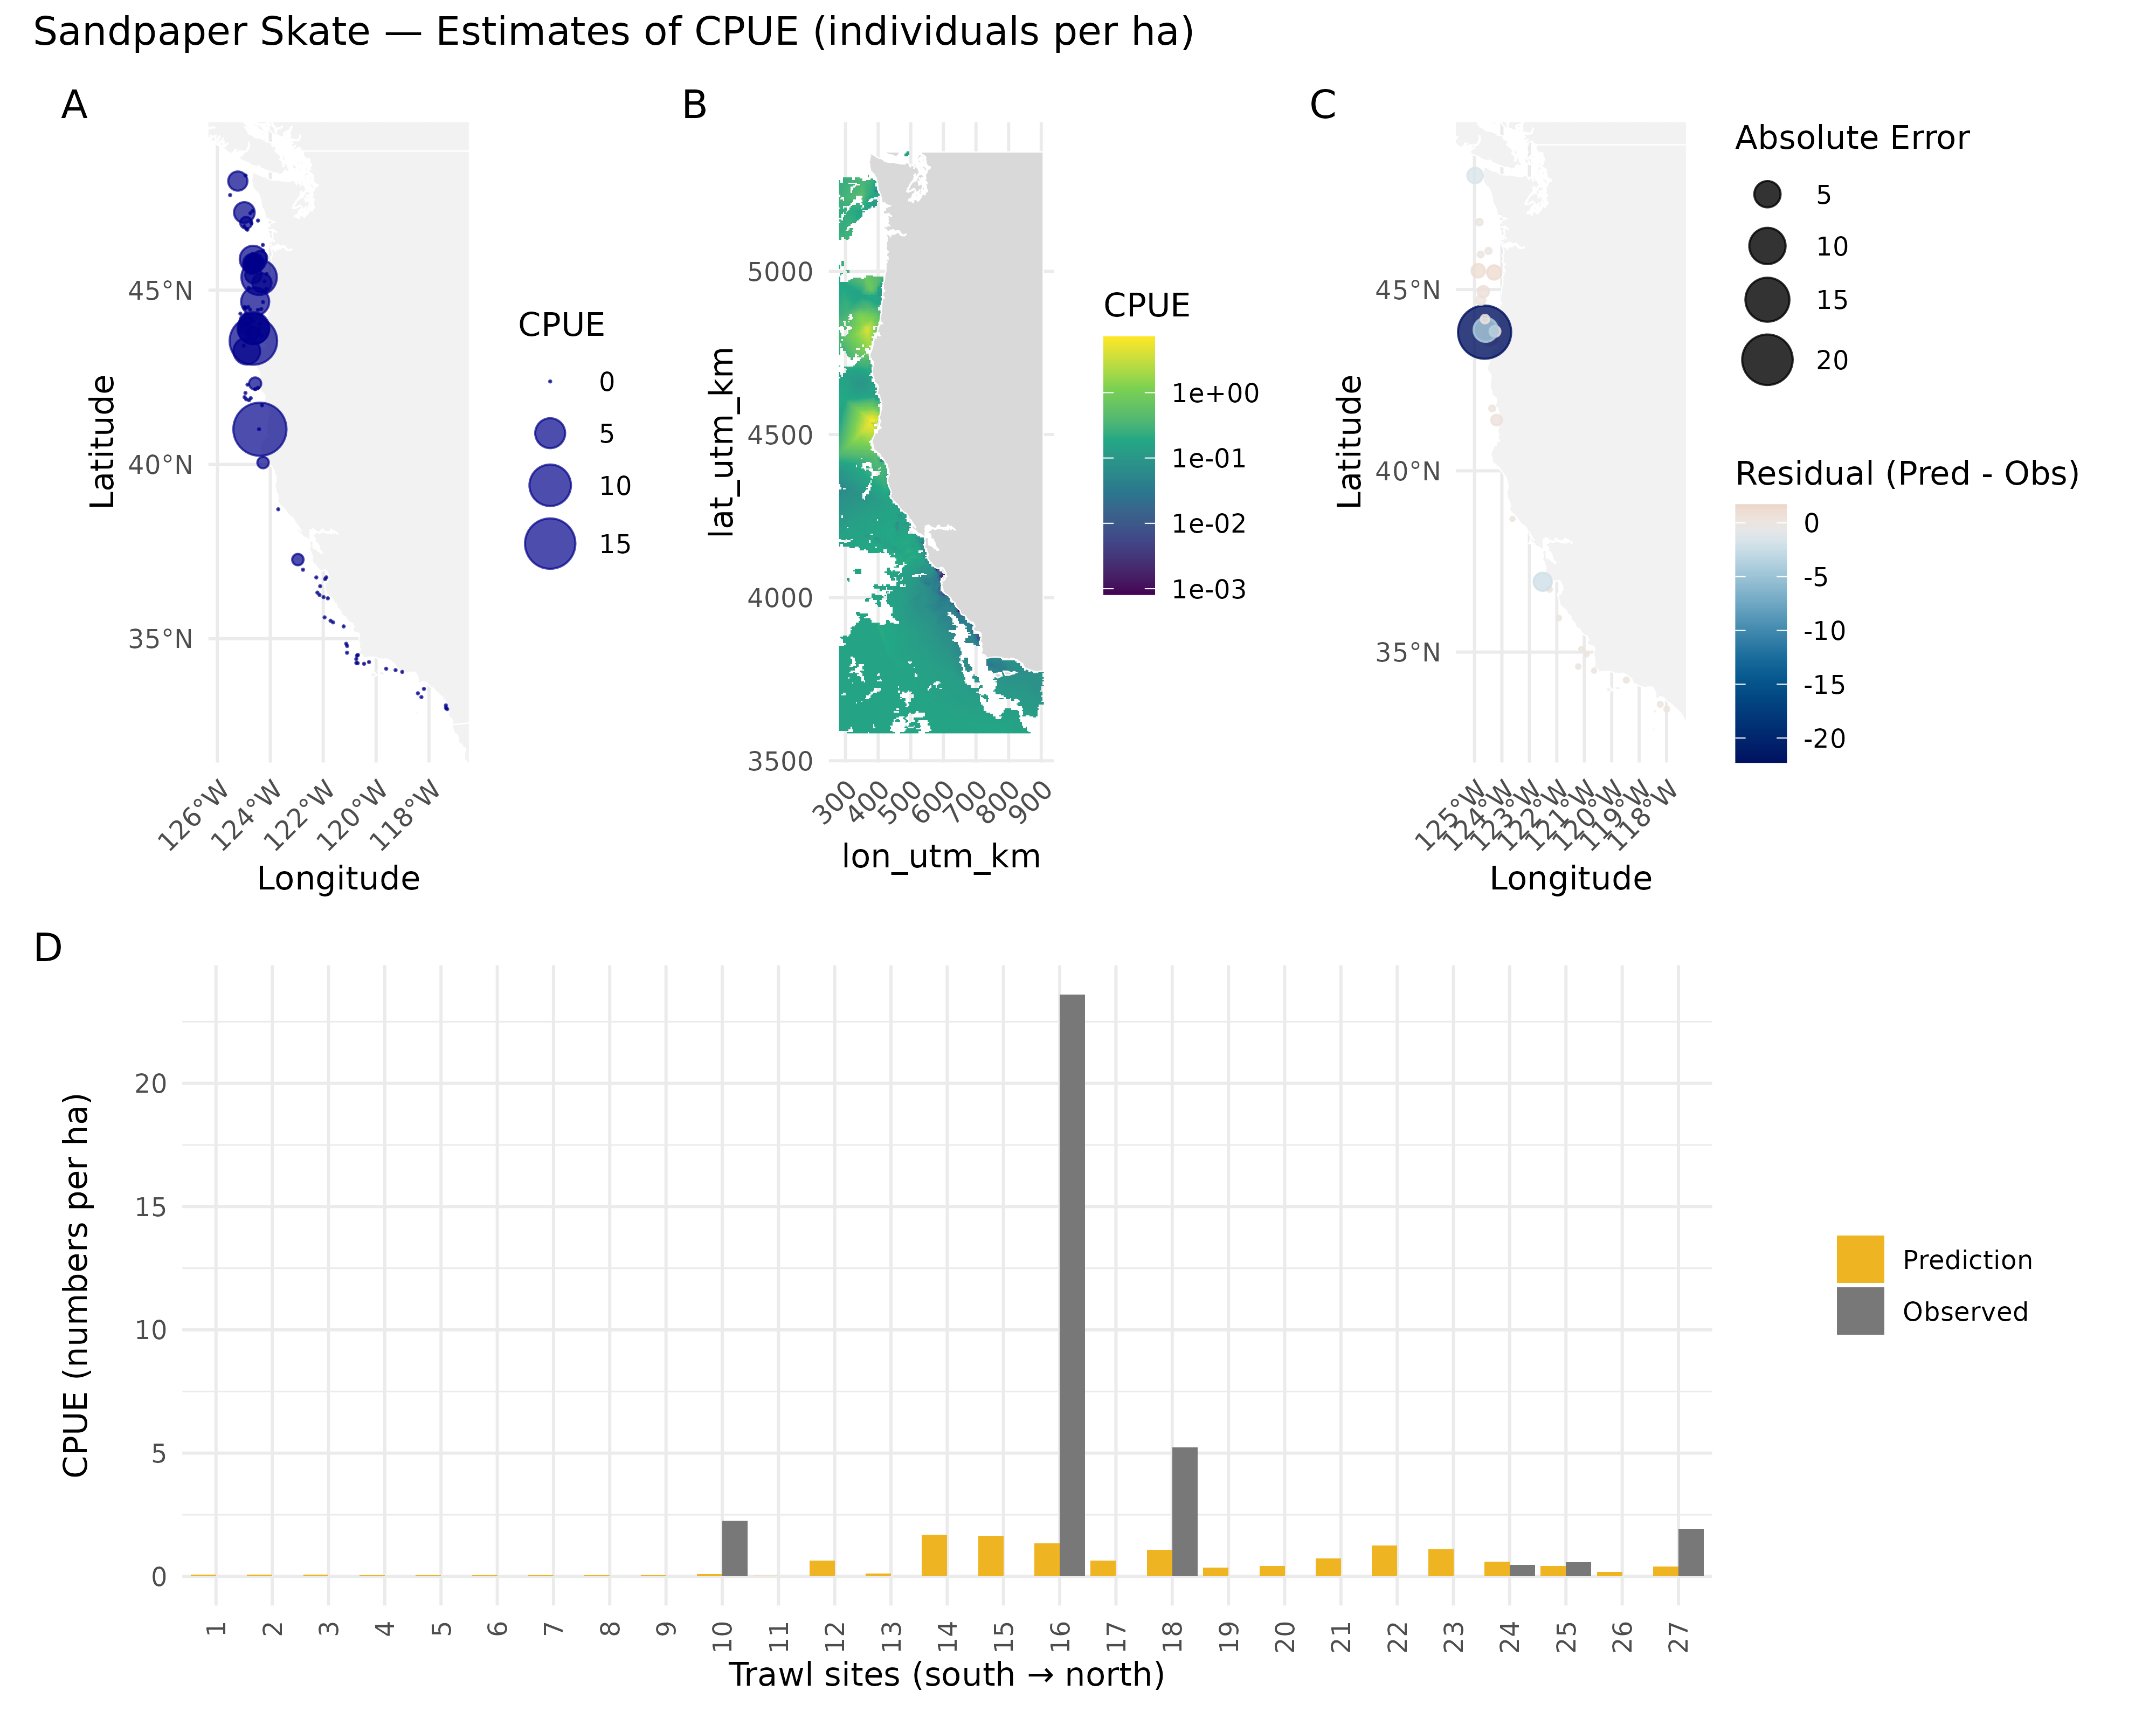 Sandpaper Skate — Estimates of CPUE (individuals per ha)
A
Latitude
45°N
40°N
35°N
126°W
124°W
122°W
120°W
118°W
Longitude
CPUE
0
5
10
15
B
lat_utm_km
5000
4500
4000
3500
300
400
500
600
700
800
900
lon_utm_km
CPUE
1e+00
1e-01
1e-02
1e-03
C
Latitude
45°N
40°N
35°N
125°W
124°W
123°W
122°W
121°W
120°W
119°W
118°W
Longitude
Absolute Error
5
10
15
20
Residual (Pred - Obs)
0
-5
-10
-15
-20
D
CPUE (numbers per ha)
20
15
10
5
0
1
2
3
4
5
6
7
8
9
10
11
12
13
14
15
16
17
18
19
20
21
22
23
24
25
26
27
Trawl sites (south → north)
Prediction
Observed